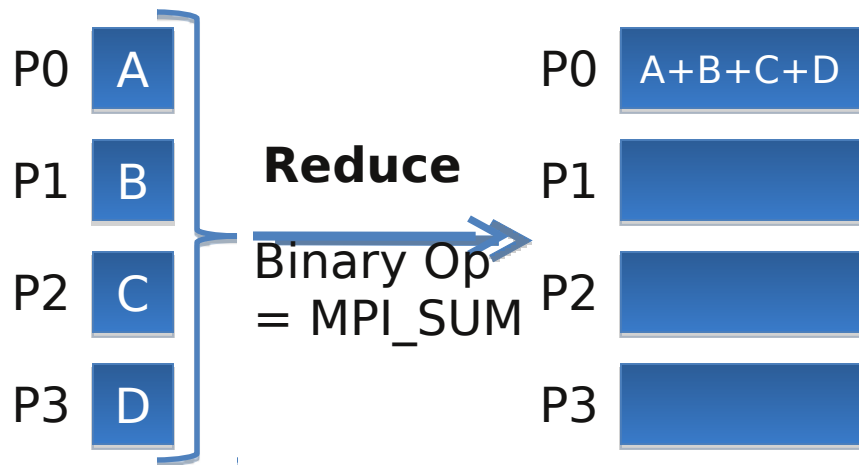 P0 A
P1 B
P2 C
P3 D
Reduce
Binary Op
= MPI_SUM
P0 A+B+C+D
P1
P2
P3